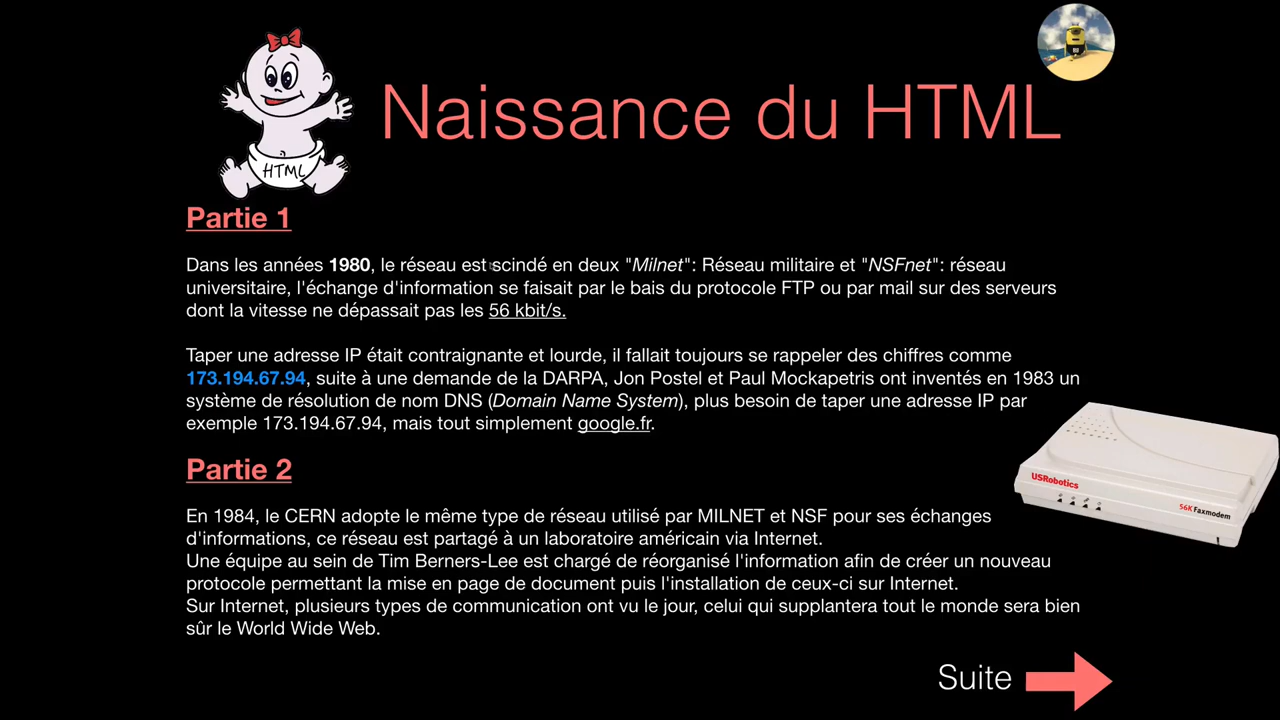 Naissance du HTML
HTML
Partie 1
Dans les années 1980, le réseau est scindé en deux "Milnet": Réseau militaire et "NSFnet": réseau
universitaire, l'échange d'information se faisait par le bais du protocole FTP ou par mail sur des serveurs
dont la vitesse ne dépassait pas les 56 kbit/s.
Taper une adresse IP était contraignante et lourde, il fallait toujours se rappeler des chiffres comme
173.194.67.94, suite à une demande de la DARPA, Jon Postel et Paul Mockapetris ont inventés en 1983 un
système de résolution de nom DNS (Domain Name System), plus besoin de taper une adresse IP par
exemple 173.194.67.94, mais tout simplement google.fr.
Partie 2
USRobotics
56K Faxmodem
En 1984, le CERN adopte le même type de réseau utilisé par MILNET et NSF pour ses échanges
d'informations, ce réseau est partagé à un laboratoire américain via Internet.
Une équipe au sein de Tim Berners-Lee est chargé de réorganisé l'information afin de créer un nouveau
protocole permettant la mise en page de document puis l'installation de ceux-ci sur Internet.
Sur Internet, plusieurs types de communication ont vu le jour, celui qui supplantera tout le monde sera bien
sûr le World Wide Web.
Suite